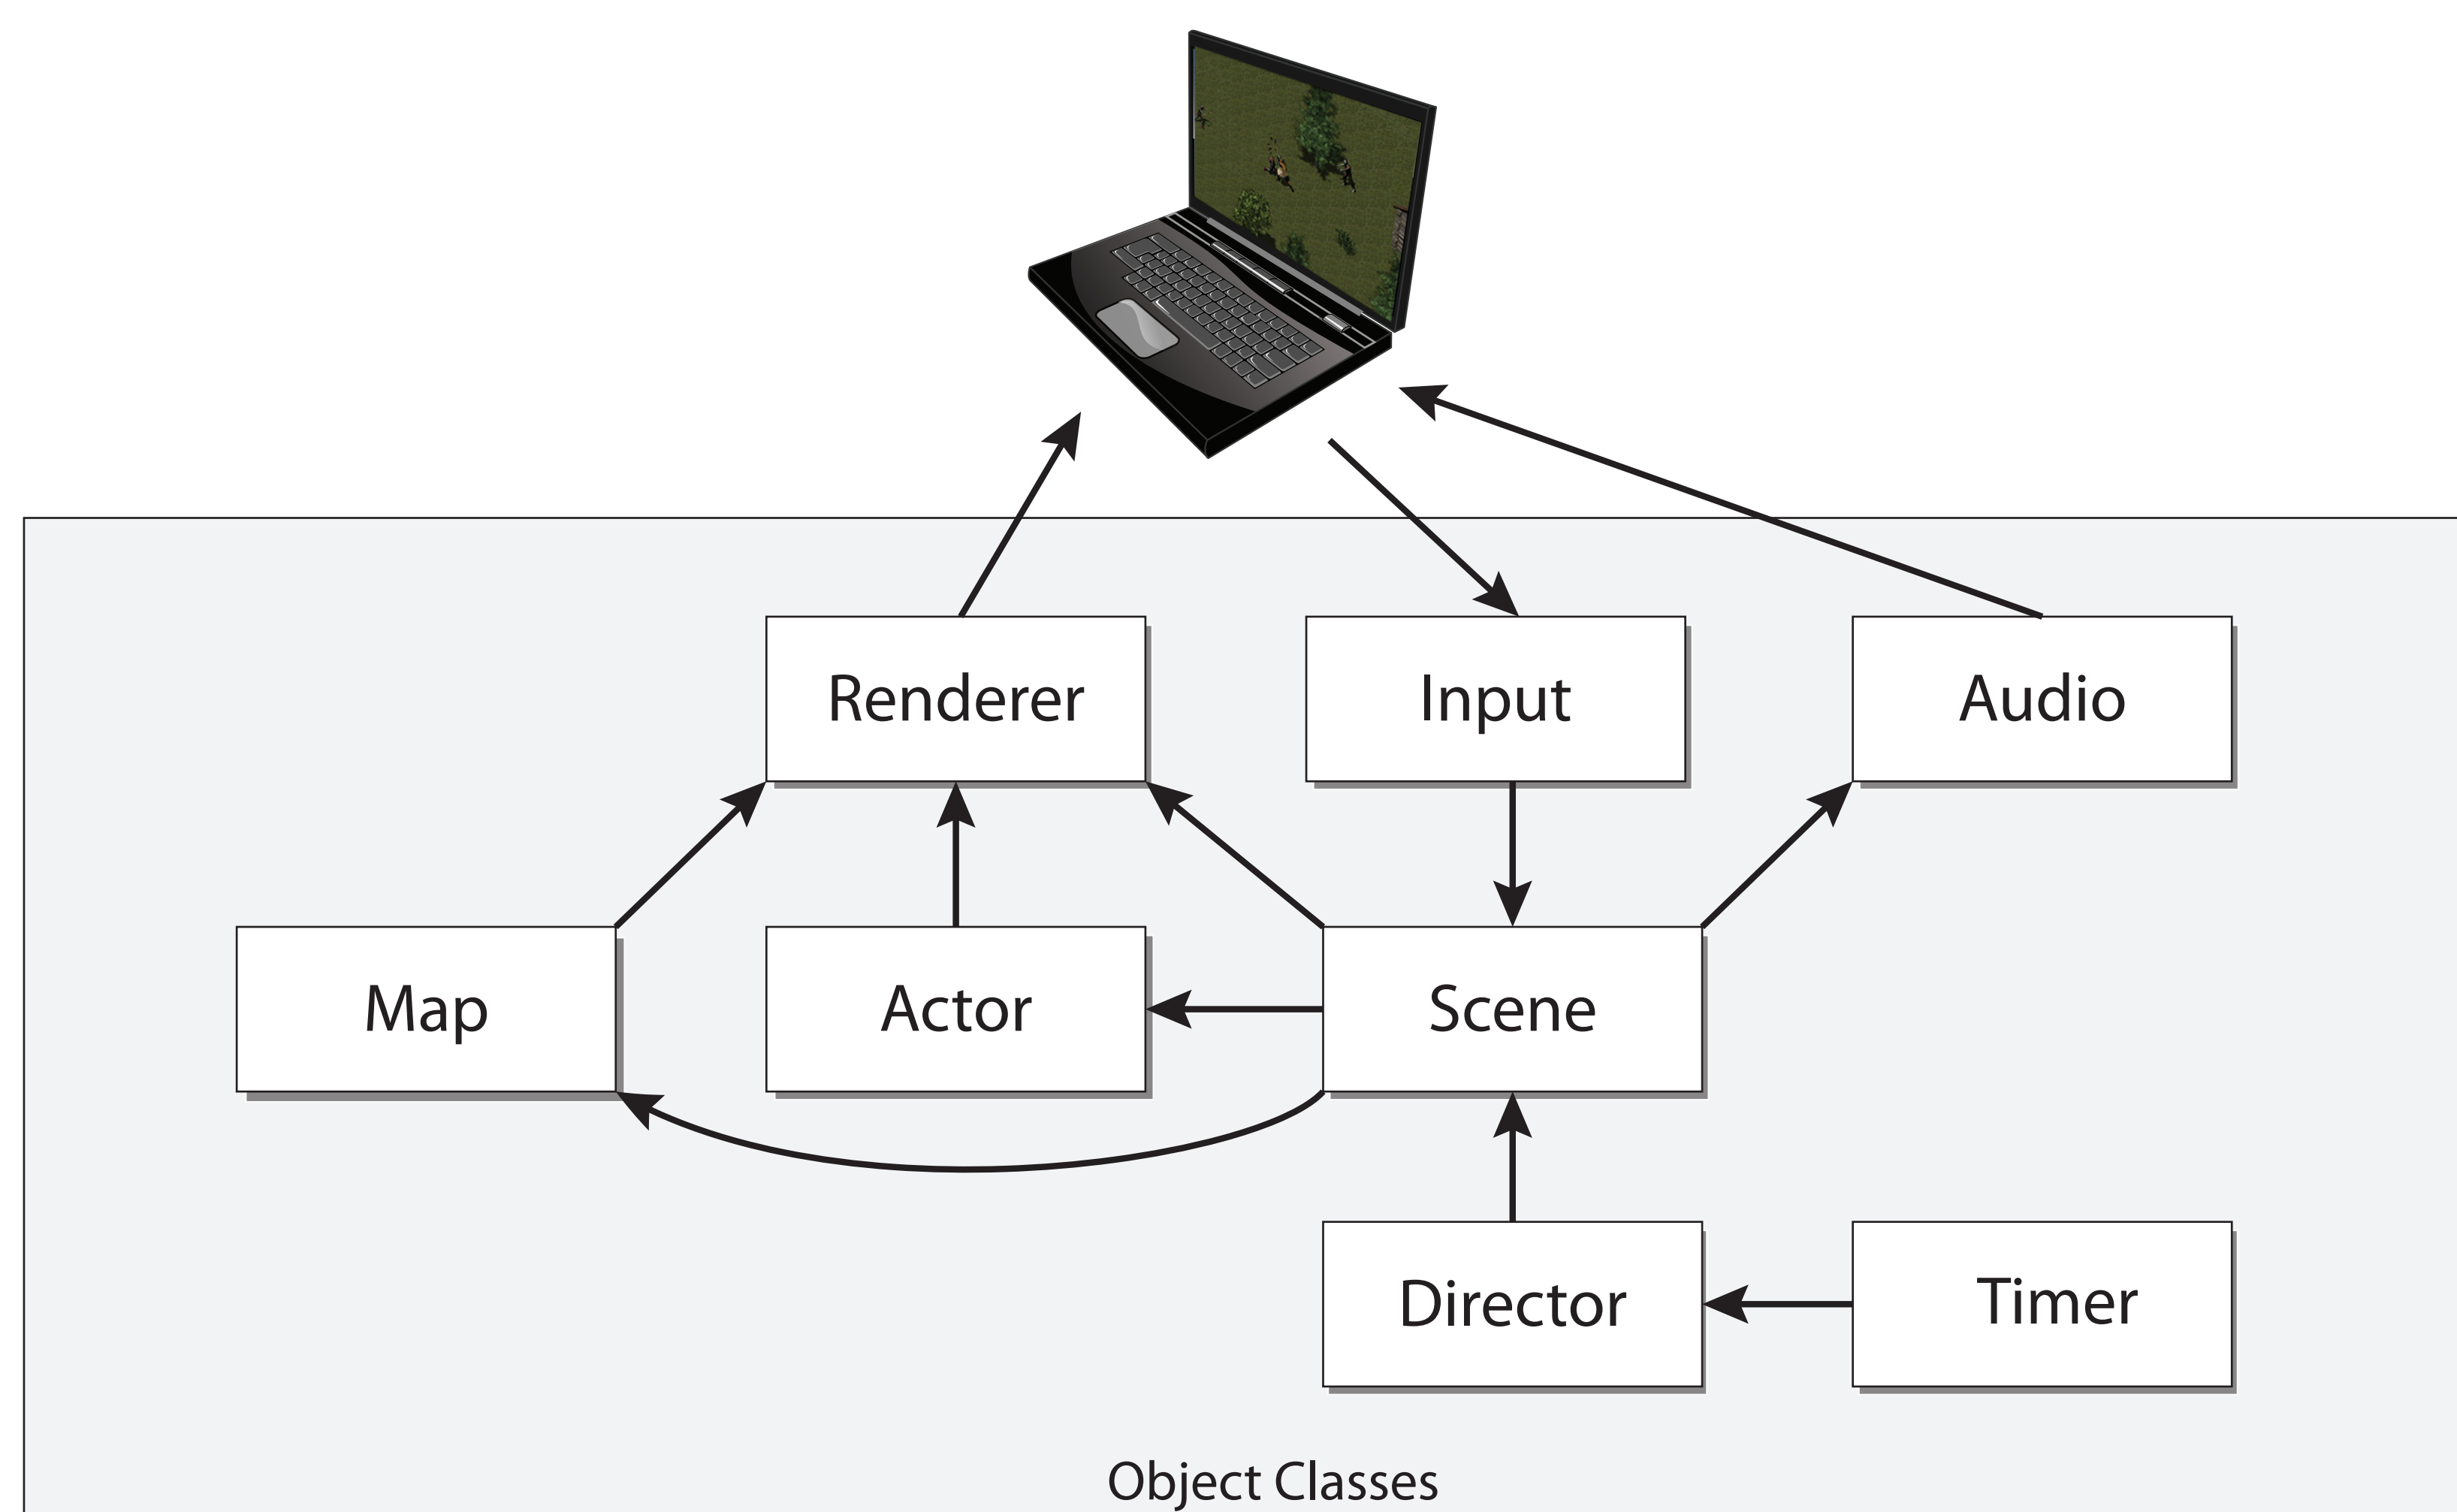 Renderer
Input
Audio
Map
Actor
Scene
Director
Timer
Object Classes